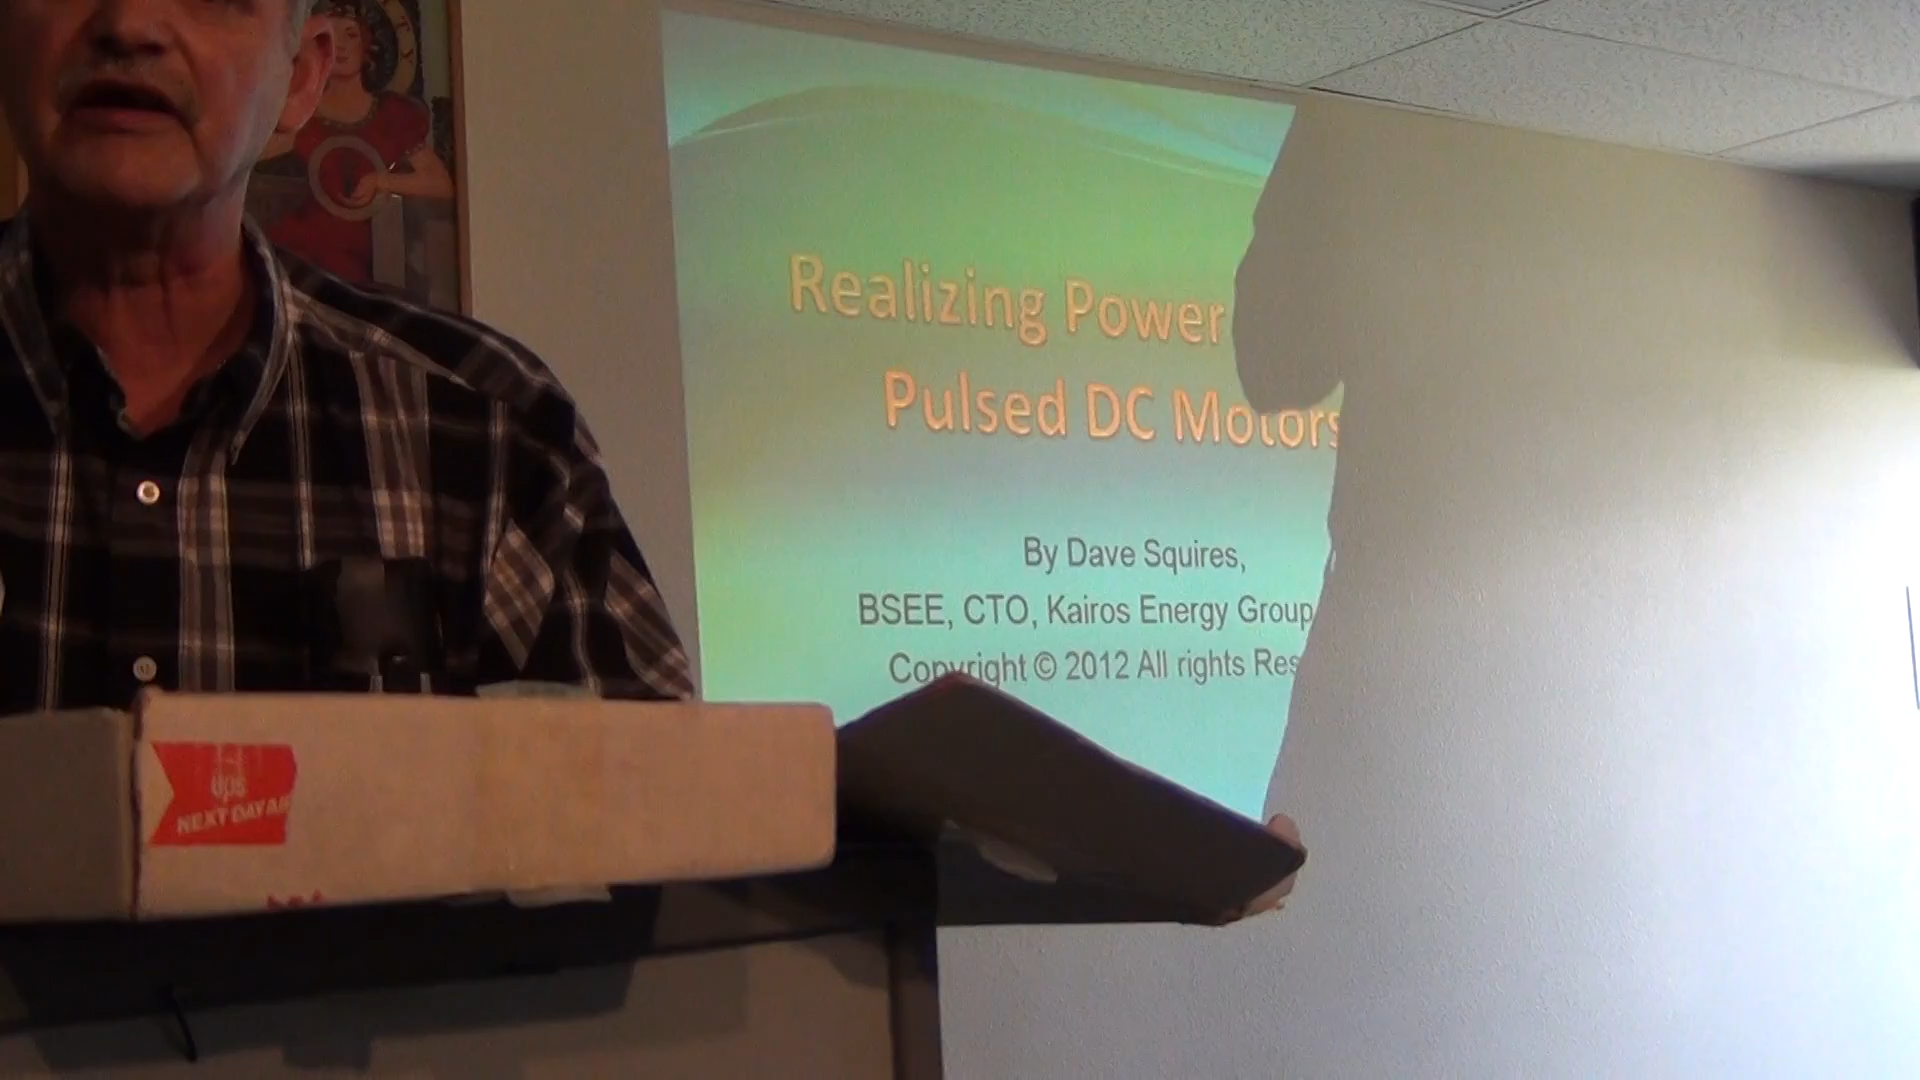 Realizing Power
Pulsed DC Motors
By Dave Squires,
BSEE, CTO, Kairos Energy Group
Copyright © 2012 All rights Res
ups
NEXT DAY AI